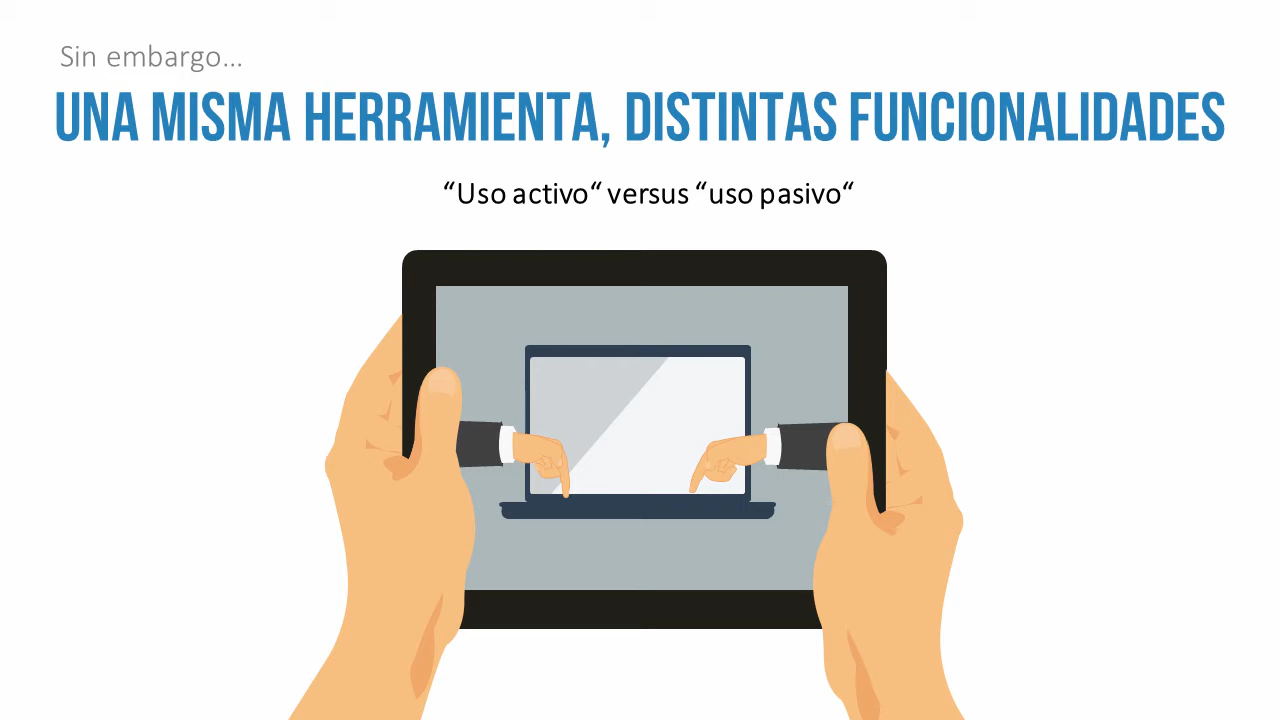 Sin embargo...
UNA MISMA HERRAMIENTA, DISTINTAS FUNCIONALIDADES
“Uso activo“ versus “uso pasivo“